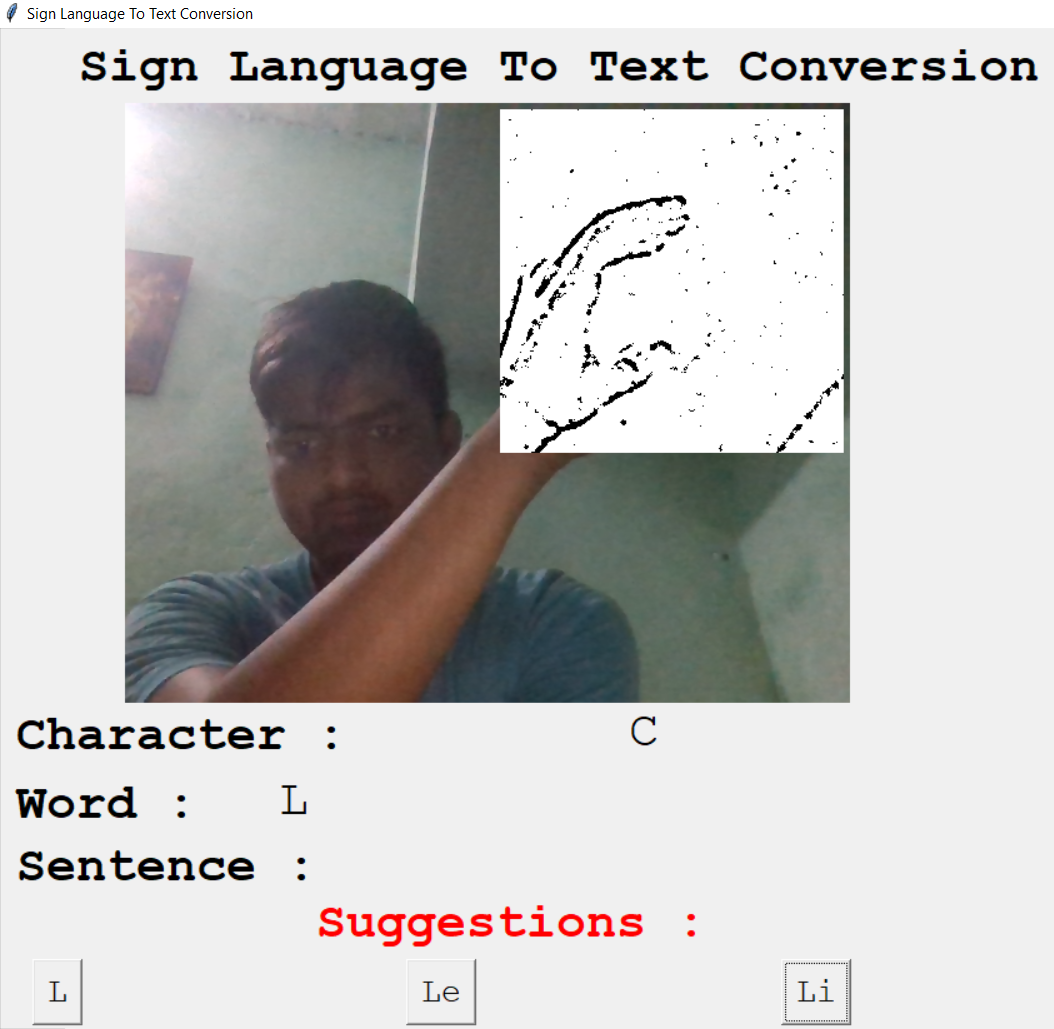 Sign Language To Text Conversion
Sign Language To Text Conversion
Character : C
Word : L
Sentence :
Suggestions :
L Le Li